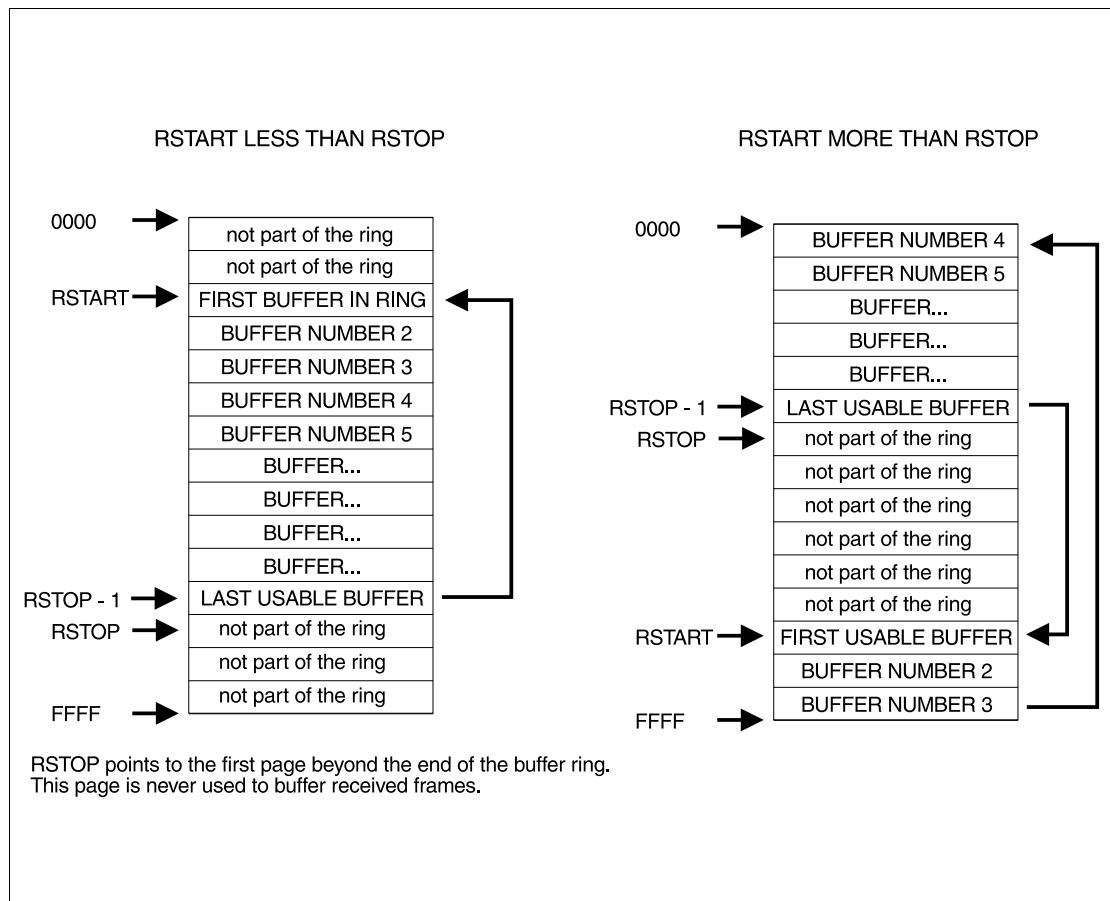 RSTART LESS THAN RSTOP
0000
not part of the ring
not part of the ring
RSTART
FIRST BUFFER IN RING
BUFFER NUMBER 2
BUFFER NUMBER 3
BUFFER NUMBER 4
BUFFER NUMBER 5
BUFFER...
BUFFER...
BUFFER...
BUFFER...
RSTOP - 1
LAST USABLE BUFFER
RSTOP
not part of the ring
not part of the ring
not part of the ring
FFFF
RSTART MORE THAN RSTOP
0000
BUFFER NUMBER 4
BUFFER NUMBER 5
BUFFER...
BUFFER...
BUFFER...
RSTOP - 1
LAST USABLE BUFFER
RSTOP
not part of the ring
not part of the ring
not part of the ring
not part of the ring
not part of the ring
not part of the ring
RSTART
FIRST USABLE BUFFER
BUFFER NUMBER 2
BUFFER NUMBER 3
FFFF
RSTOP points to the first page beyond the end of the buffer ring.
This page is never used to buffer received frames.